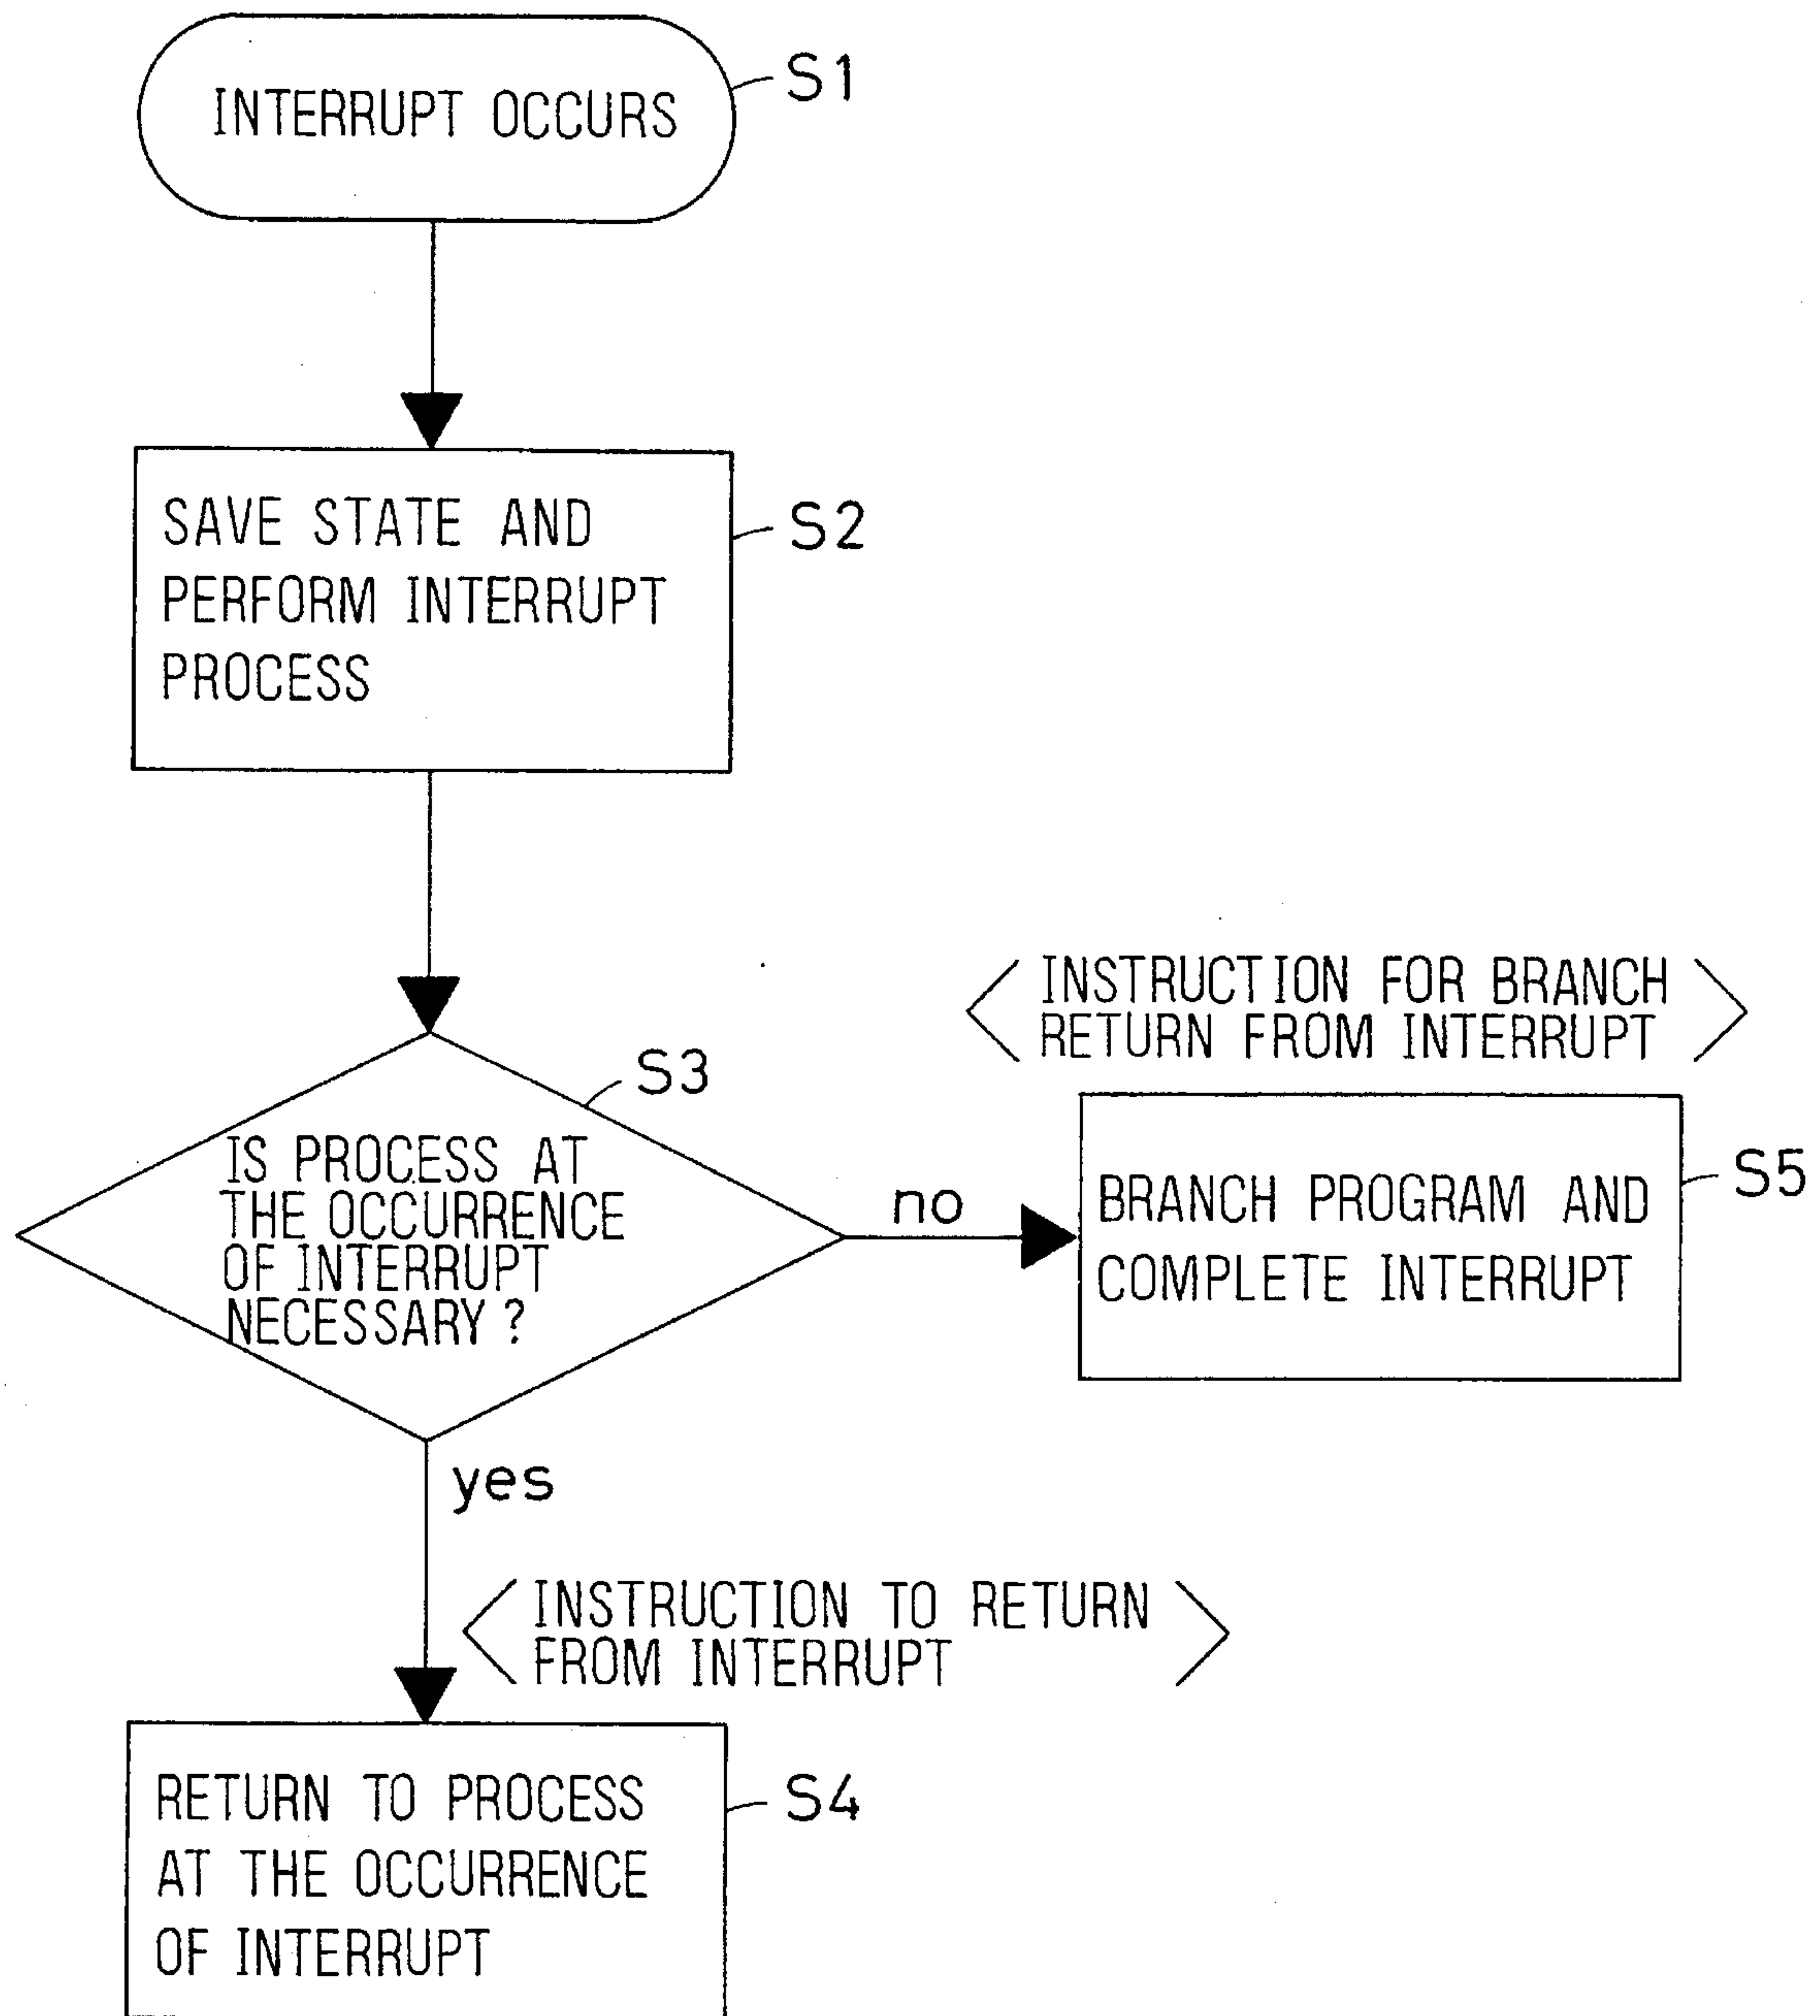 INTERRUPT OCCURS
S1
SAVE STATE AND
PERFORM INTERRUPT
PROCESS
S2
IS PROCESS AT
THE OCCURRENCE
OF INTERRUPT
NECESSARY ?
S3
no
INSTRUCTION FOR BRANCH
RETURN FROM INTERRUPT
BRANCH PROGRAM AND
COMPLETE INTERRUPT
S5
yes
INSTRUCTION TO RETURN
FROM INTERRUPT
RETURN TO PROCESS
AT THE OCCURRENCE
OF INTERRUPT
S4